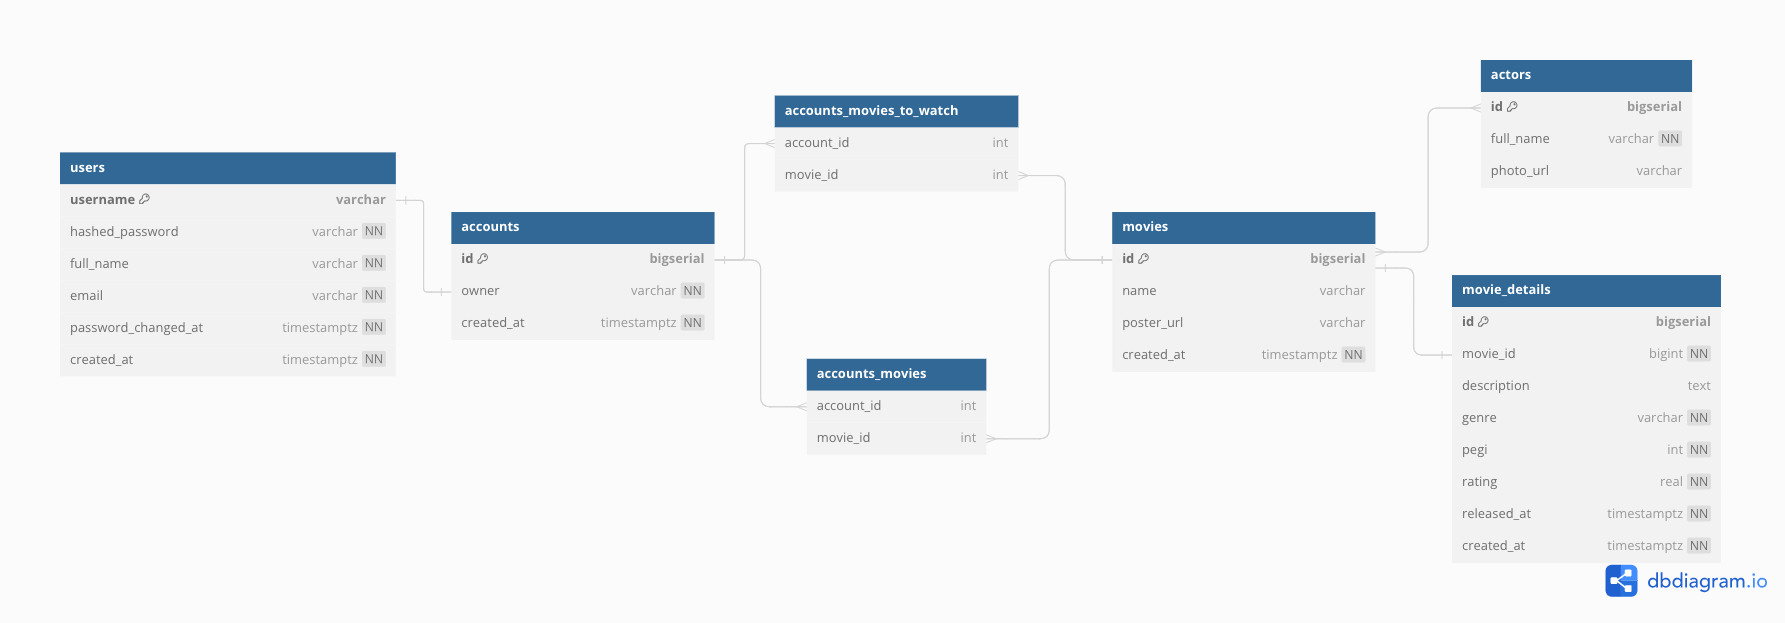 users
username varchar
hashed_password varchar NN
full_name varchar NN
email varchar NN
password_changed_at timestamptz NN
created_at timestamptz NN
accounts
id bigserial
owner varchar NN
created_at timestamptz NN
accounts_movies_to_watch
account_id int
movie_id int
accounts_movies
account_id int
movie_id int
movies
id bigserial
name varchar
poster_url varchar
created_at timestamptz NN
actors
id bigserial
full_name varchar NN
photo_url varchar
movie_details
id bigserial
movie_id bigint NN
description text
genre varchar NN
pegi int NN
rating real NN
released_at timestamptz NN
created_at timestamptz NN
dbdiagram.io